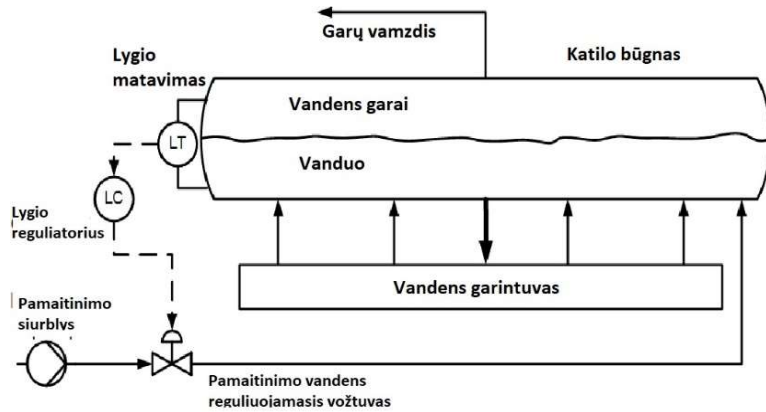 Garų vamzdis
Katilo būgnas
Lygio
matavimas
Vandens garai
LT
Vanduo
LC
Lygio
reguliatorius
Vandens garintuvas
Pamaitinimo
siurblys
Pamaitinimo vandens
reguliuojamasis vožtuvas